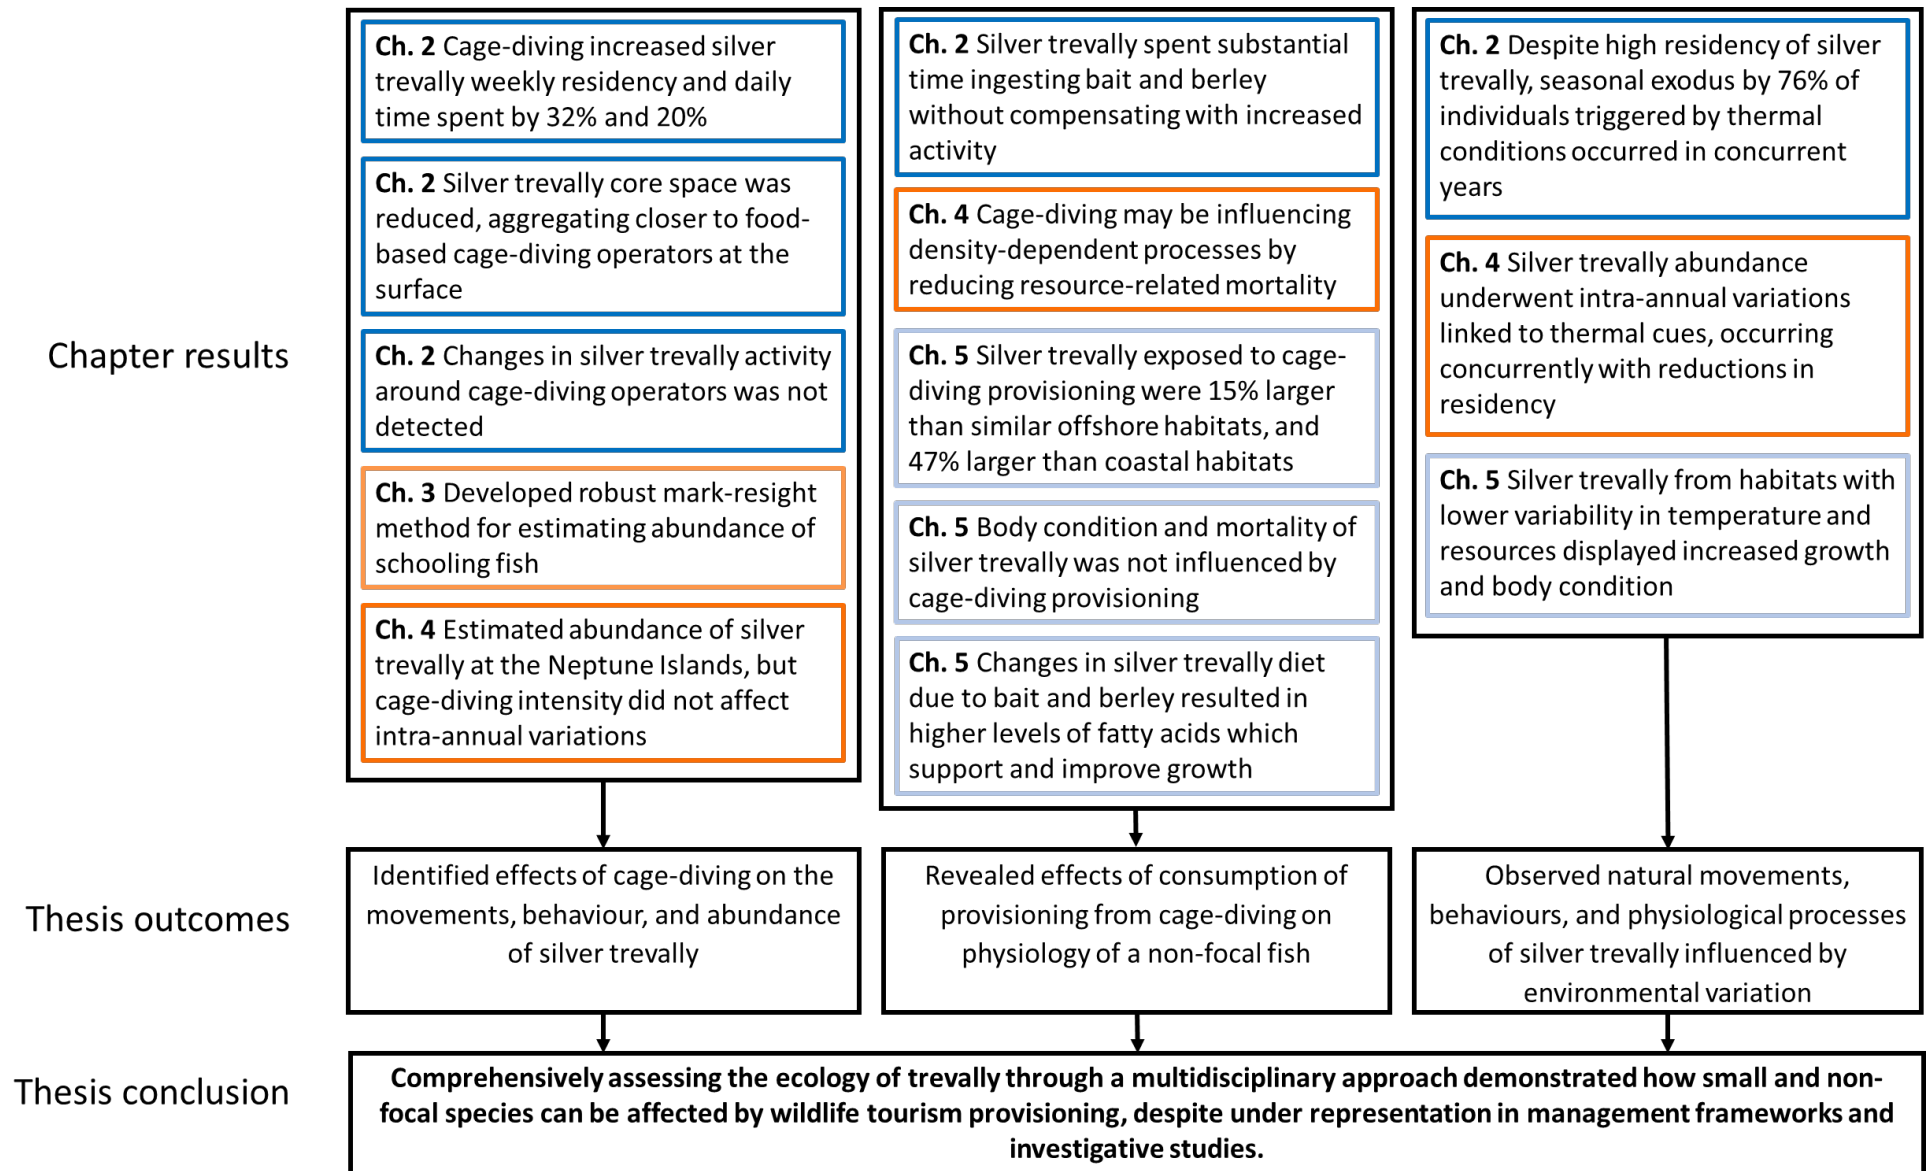 Chapter results
Ch. 2 Cage-diving increased silver
trevally weekly residency and daily
time spent by 32% and 20%
Ch. 2 Silver trevally core space was
reduced, aggregating closer to food-
based cage-diving operators at the
surface
Ch. 2 Changes in silver trevally activity
around cage-diving operators was not
detected
Ch. 3 Developed robust mark-resight
method for estimating abundance of
schooling fish
Ch. 4 Estimated abundance of silver
trevally at the Neptune Islands, but
cage-diving intensity did not affect
intra-annual variations
Ch. 2 Silver trevally spent substantial
time ingesting bait and berley
without compensating with increased
activity
Ch. 4 Cage-diving may be influencing
density-dependent processes by
reducing resource-related mortality
Ch. 5 Silver trevally exposed to cage-
diving provisioning were 15% larger
than similar offshore habitats, and
47% larger than coastal habitats
Ch. 5 Body condition and mortality of
silver trevally was not influenced by
cage-diving provisioning
Ch. 5 Changes in silver trevally diet
due to bait and berley resulted in
higher levels of fatty acids which
support and improve growth
Ch. 2 Despite high residency of silver
trevally, seasonal exodus by 76% of
individuals triggered by thermal
conditions occurred in concurrent
years
Ch. 4 Silver trevally abundance
underwent intra-annual variations
linked to thermal cues, occurring
concurrently with reductions in
residency
Ch. 5 Silver trevally from habitats with
lower variability in temperature and
resources displayed increased growth
and body condition
Thesis outcomes
Identified effects of cage-diving on the
movements, behaviour, and abundance
of silver trevally
Revealed effects of consumption of
provisioning from cage-diving on
physiology of a non-focal fish
Observed natural movements,
behaviours, and physiological processes
of silver trevally influenced by
environmental variation
Thesis conclusion
Comprehensively assessing the ecology of trevally through a multidisciplinary approach demonstrated how small and non-
focal species can be affected by wildlife tourism provisioning, despite under representation in management frameworks and
investigative studies.